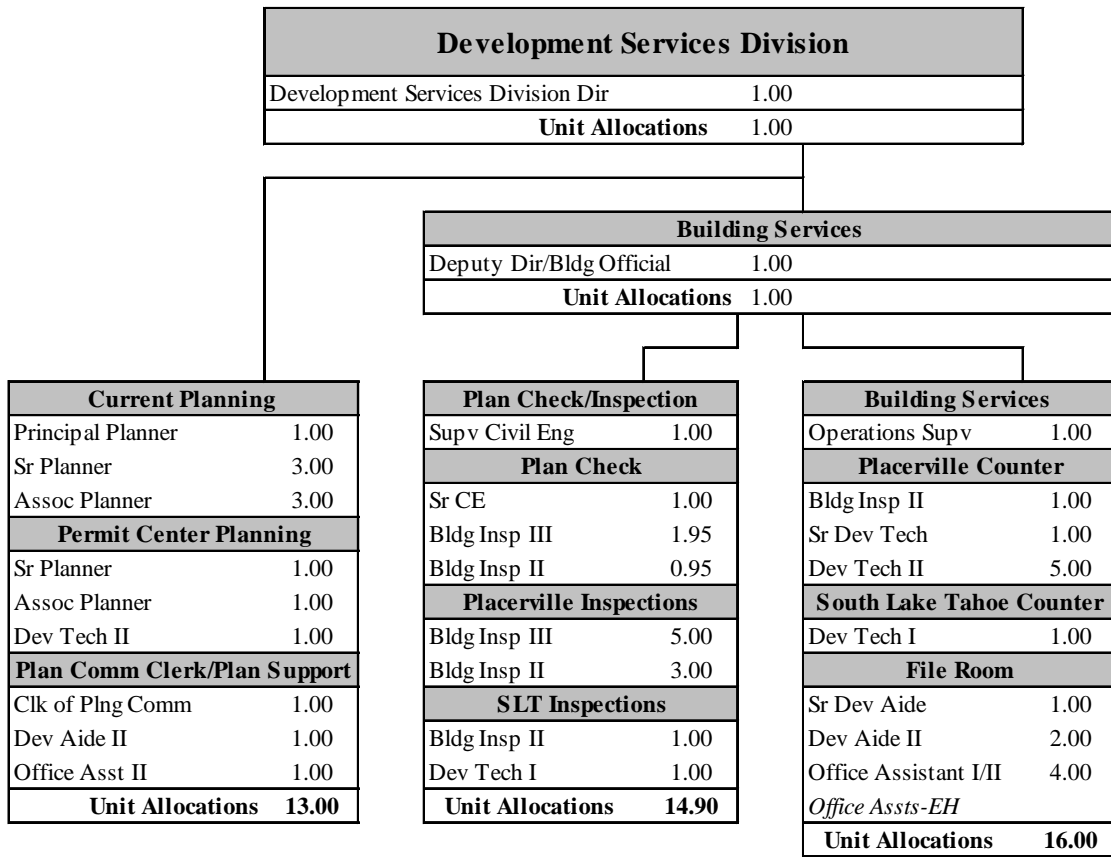 Development Services Division
Development Services Division Dir 1.00
Unit Allocations 1.00
Building Services
Deputy Dir/Bldg Official 1.00
Unit Allocations 1.00
Current Planning
Principal Planner 1.00
Sr Planner 3.00
Assoc Planner 3.00
Permit Center Planning
Sr Planner 1.00
Assoc Planner 1.00
Dev Tech II 1.00
Plan Comm Clerk/Plan Support
Clk of Plng Comm 1.00
Dev Aide II 1.00
Office Asst II 1.00
Unit Allocations 13.00
Plan Check/Inspection
Supv Civil Eng 1.00
Plan Check
Sr CE 1.00
Bldg Insp III 1.95
Bldg Insp II 0.95
Placerville Inspections
Bldg Insp III 5.00
Bldg Insp II 3.00
SLT Inspections
Bldg Insp II 1.00
Dev Tech I 1.00
Unit Allocations 14.90
Building Services
Operations Supv 1.00
Placerville Counter
Bldg Insp II 1.00
Sr Dev Tech 1.00
Dev Tech II 5.00
South Lake Tahoe Counter
Dev Tech I 1.00
File Room
Sr Dev Aide 1.00
Dev Aide II 2.00
Office Assistant I/II 4.00
Office Assts-EH
Unit Allocations 16.00